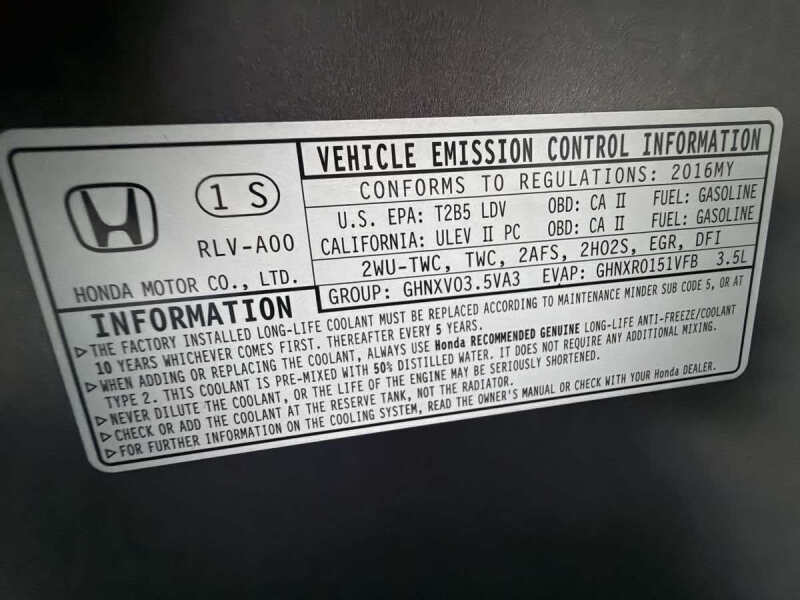 1 S
RLV-A00
HONDA MOTOR CO., LTD.
VEHICLE EMISSION CONTROL INFORMATION
CONFORMS TO REGULATIONS: 2016MY
U.S. EPA: T2B5 LDV OBD: CA II FUEL: GASOLINE
CALIFORNIA: ULEV II PC OBD: CA II FUEL: GASOLINE
2WU-TWC, TWC, 2AFS, 2HO2S, EGR, DFI
GROUP: GHNXV03.5VA3 EVAP: GHNXR0151VFB 3.5L
INFORMATION
▷THE FACTORY INSTALLED LONG-LIFE COOLANT MUST BE REPLACED ACCORDING TO MAINTENANCE MINDER SUB CODE 5, OR AT
10 YEARS WHICHEVER COMES FIRST. THEREAFTER EVERY 5 YEARS.
▷WHEN ADDING OR REPLACING THE COOLANT, ALWAYS USE Honda RECOMMENDED GENUINE LONG-LIFE ANTI-FREEZE/COOLANT
TYPE 2. THIS COOLANT IS PRE-MIXED WITH 50% DISTILLED WATER. IT DOES NOT REQUIRE ANY ADDITIONAL MIXING.
▷NEVER DILUTE THE COOLANT, OR THE LIFE OF THE ENGINE MAY BE SERIOUSLY SHORTENED.
▷CHECK OR ADD THE COOLANT AT THE RESERVE TANK, NOT THE RADIATOR.
▷FOR FURTHER INFORMATION ON THE COOLING SYSTEM, READ THE OWNER'S MANUAL OR CHECK WITH YOUR Honda DEALER.